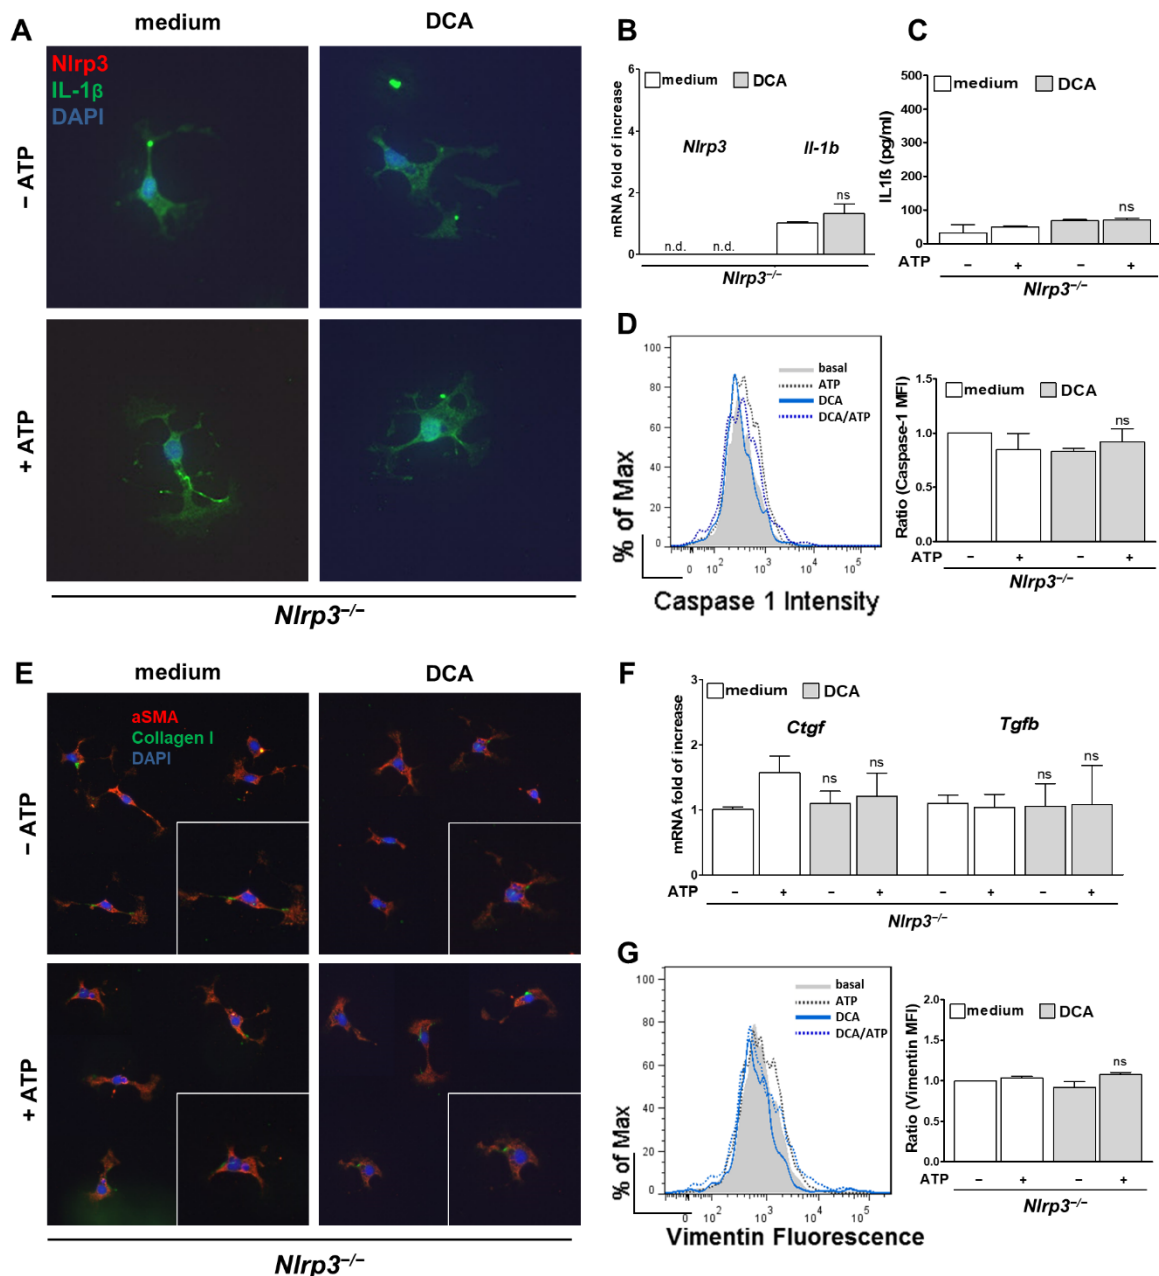 A
medium
DCA
Nlrp3
IL-1β
DAPI
– ATP
+ ATP
Nlrp3–/–
B
medium
DCA
mRNA fold of increase
6
4
2
0
Nlrp3
Il-1b
n.d.
n.d.
ns
Nlrp3–/–
C
medium
DCA
IL1ß (pg/ml)
500
400
300
200
100
0
ns
ATP – + – +
Nlrp3–/–
D
% of Max
100
80
60
40
20
0
basal
ATP
DCA
DCA/ATP
0 10² 10³ 10⁴ 10⁵
Caspase 1 Intensity
Ratio (Caspase-1 MFI)
1.5
1.0
0.5
0.0
medium
DCA
ns
ATP – + – +
Nlrp3–/–
E
medium
DCA
aSMA
Collagen I
DAPI
– ATP
+ ATP
Nlrp3–/–
F
medium
DCA
mRNA fold of increase
3
2
1
0
Ctgf
Tgfb
ns
ns
ns
ns
ATP – + – + – + – +
Nlrp3–/–
G
% of Max
100
80
60
40
20
0
basal
ATP
DCA
DCA/ATP
0 10² 10³ 10⁴ 10⁵
Vimentin Fluorescence
Ratio (Vimentin MFI)
2.0
1.5
1.0
0.5
0.0
medium
DCA
ns
ATP – + – +
Nlrp3–/–